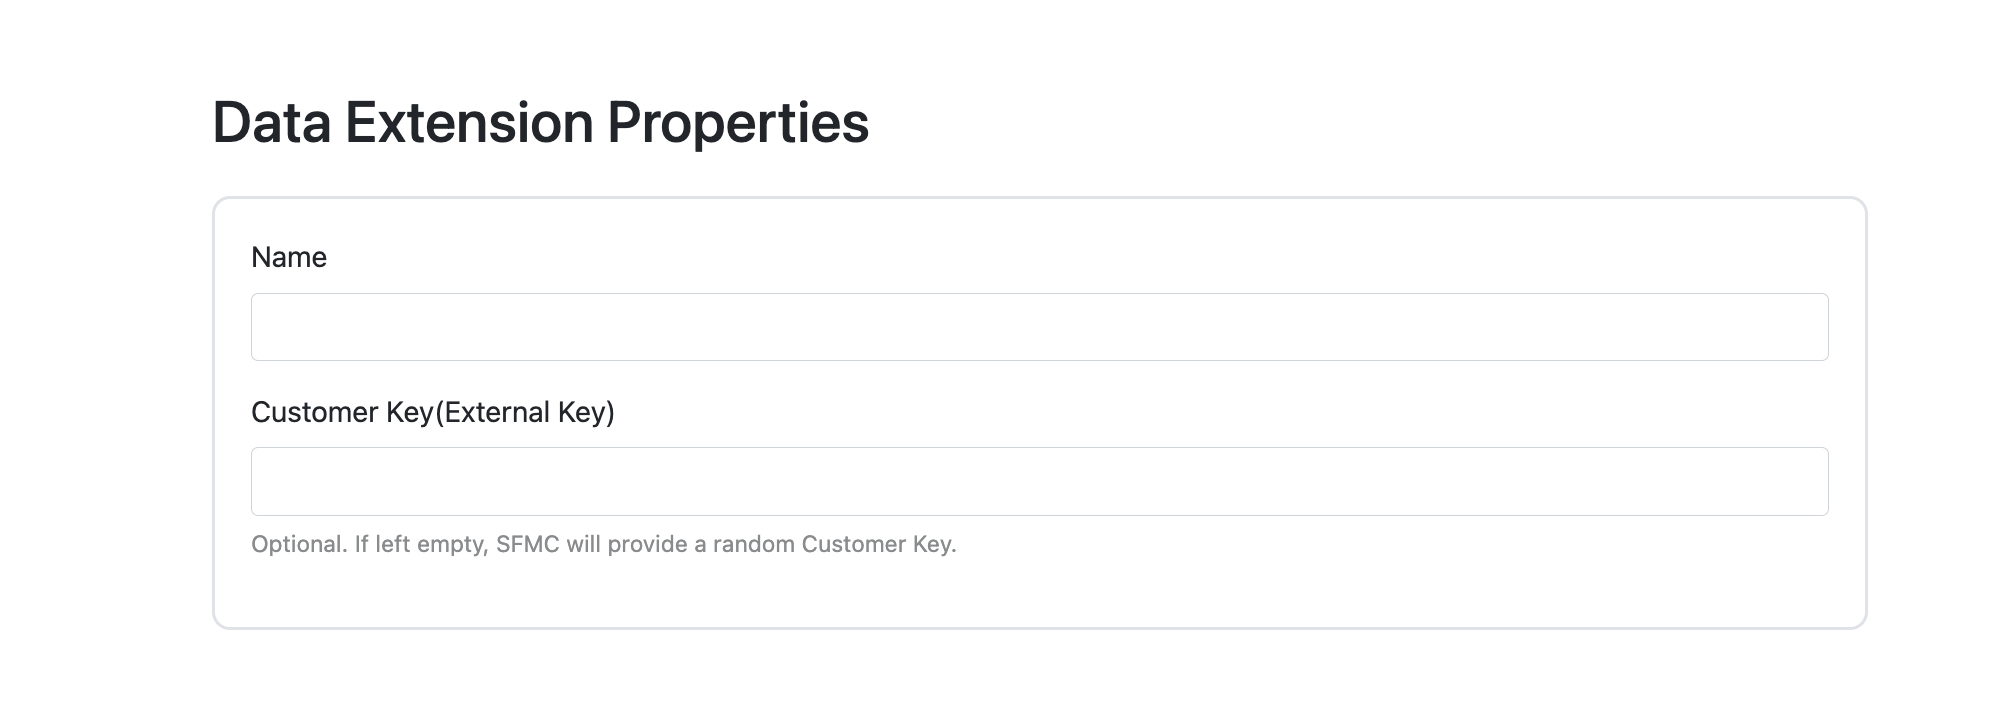 Data Extension Properties
Name
Customer Key(External Key)
Optional. If left empty, SFMC will provide a random Customer Key.